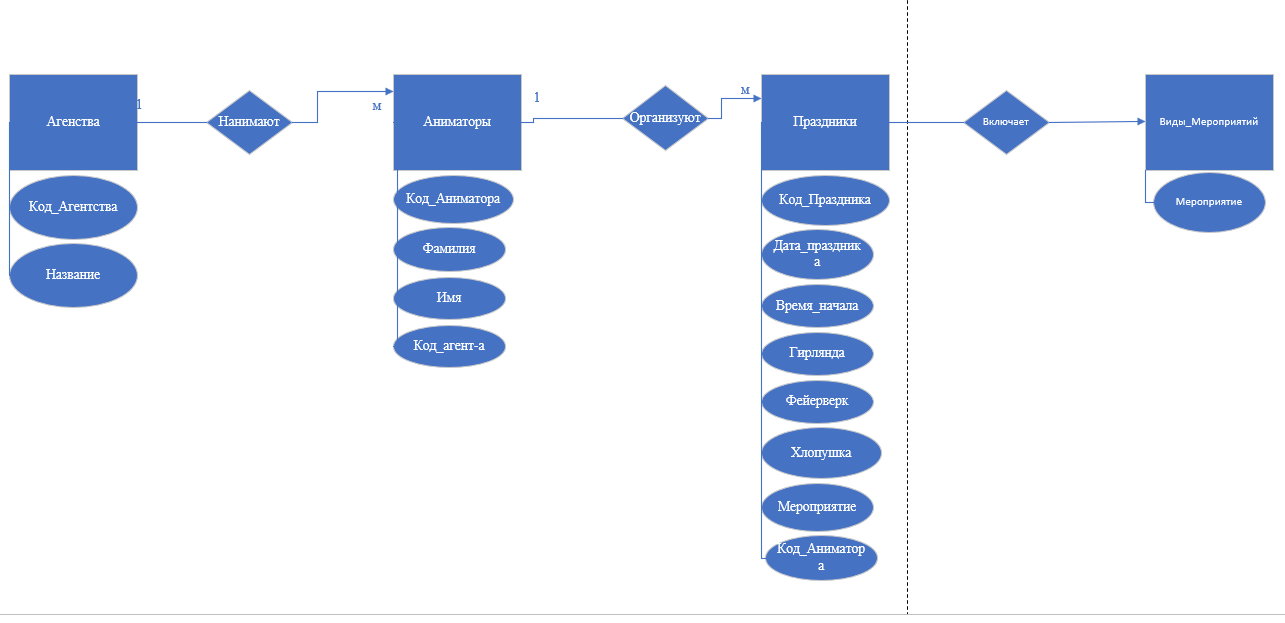 Агенства
1
Нанимают
м
Аниматоры
1
Организуют
м
Праздники
Включает
Виды_Мероприятий
Код_Агентства
Название
Код_Аниматора
Фамилия
Имя
Код_агент-а
Код_Праздника
Дата_праздник
а
Время_начала
Гирлянда
Фейерверк
Хлопушка
Мероприятие
Код_Аниматор
а
Мероприятие